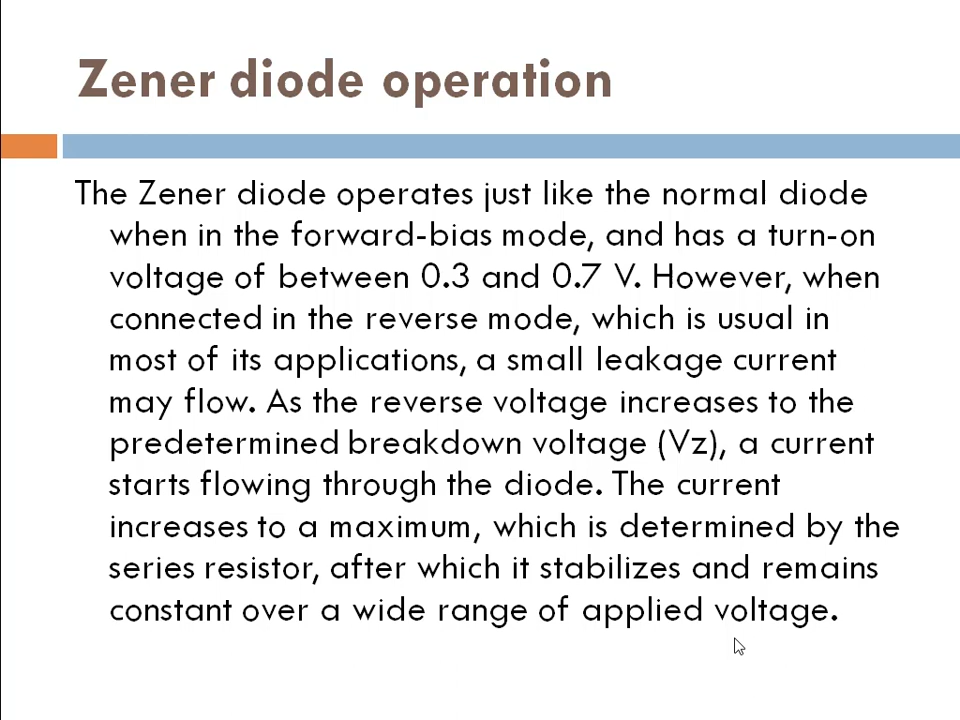 Zener diode operation
The Zener diode operates just like the normal diode
when in the forward-bias mode, and has a turn-on
voltage of between 0.3 and 0.7 V. However, when
connected in the reverse mode, which is usual in
most of its applications, a small leakage current
may flow. As the reverse voltage increases to the
predetermined breakdown voltage (Vz), a current
starts flowing through the diode. The current
increases to a maximum, which is determined by the
series resistor, after which it stabilizes and remains
constant over a wide range of applied voltage.